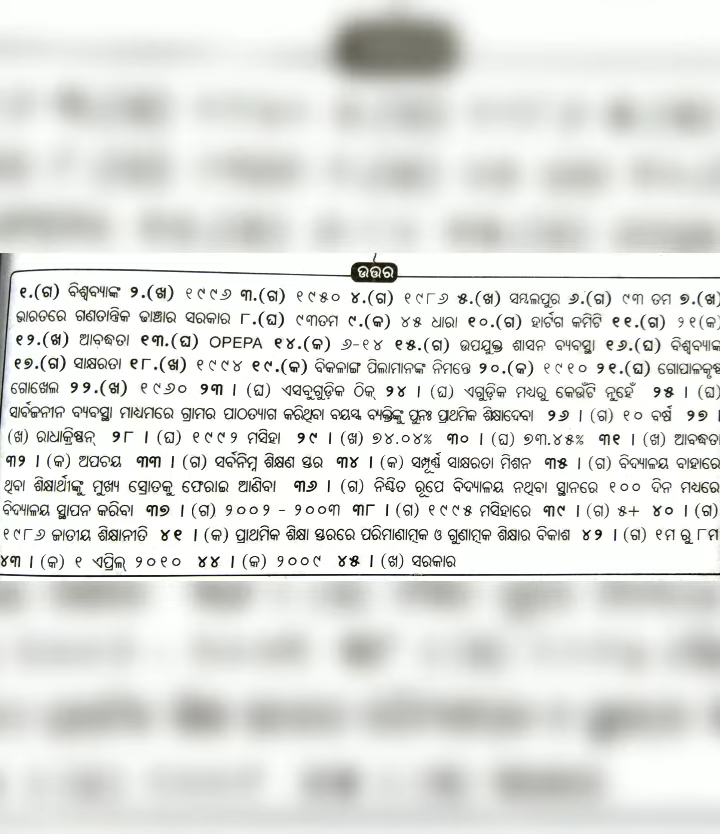 ଉତ୍ତର
୧.(ଗ) ବିଶ୍ଵବ୍ୟାଙ୍କ ୨.(ଖ) ୧୯୯୬ ୩.(ଗ) ୧୯୫୦ ୪.(ଗ) ୧୯୮୬ ୫.(ଖ) ସମ୍ବଲପୁର ୬.(ଗ) ୯୩ ତମ ୭.(ଖ)
ଭାରତରେ ଗଣତାନ୍ତିକ ଢାଞ୍ଚାର ସରକାର ୮.(ଘ) ୯୩ତମ ୯.(କ) ୪୫ ଧାରା ୧୦.(ଗ) ହାର୍ଟଗ କମିଟି ୧୧.(ଗ) ୨୧(କ)
୧୨.(ଖ) ଆବଦ୍ଧତା ୧୩.(ଘ) OPEPA ୧୪.(କ) ୬-୧୪ ୧୫.(ଗ) ଉପଯୁକ୍ତ ଶାସନ ବ୍ୟବସ୍ଥା ୧୬.(ଘ) ବିଶ୍ଵବ୍ୟାଙ୍କ
୧୭.(ଗ) ସାକ୍ଷରତା ୧୮.(ଖ) ୧୯୯୪ ୧୯.(କ) ବିକଳାଙ୍ଗ ପିଲାମାନଙ୍କ ନିମନ୍ତେ ୨୦.(କ) ୧୯୧୦ ୨୧.(ଘ) ଗୋପାଳକୃଷ୍ଣ
ଗୋଖେଲ ୨୨.(ଖ) ୧୯୬୦ ୨୩ । (ଘ) ଏସବୁଗୁଡ଼ିକ ଠିକ୍ ୨୪ । (ଘ) ଏଗୁଡ଼ିକ ମଧ୍ୟରୁ କେଉଁଟି ନୁହେଁ ୨୫ । (ଘ)
ସାର୍ବଜନୀନ ବ୍ୟବସ୍ଥା ମାଧ୍ୟମରେ ଗ୍ରାମର ପାଠତ୍ୟାଗ କରିଥିବା ବୟସ୍କ ବ୍ୟକ୍ତିଙ୍କୁ ପୁନଃ ପ୍ରାଥମିକ ଶିକ୍ଷାଦେବା ୨୬ । (ଗ) ୧୦ ବର୍ଷ ୨୭ ।
(ଖ) ରାଧାକ୍ରିଷନ୍ ୨୮ । (ଘ) ୧୯୯୨ ମସିହା ୨୯ । (ଖ) ୭୪.୦୪% ୩୦ । (ଘ) ୭୩.୪୫% ୩୧ । (ଖ) ଆବଦ୍ଧତା
୩୨ । (କ) ଅପଚୟ ୩୩ । (ଗ) ସର୍ବନିମ୍ନ ଶିକ୍ଷଣ ସ୍ତର ୩୪ । (କ) ସମ୍ପୂର୍ଣ୍ଣ ସାକ୍ଷରତା ମିଶନ ୩୫ । (ଗ) ବିଦ୍ୟାଳୟ ବାହାରେ
ଥିବା ଶିକ୍ଷାର୍ଥୀଙ୍କୁ ମୁଖ୍ୟ ସ୍ରୋତକୁ ଫେରାଇ ଆଣିବା ୩୬ । (ଗ) ନିଶ୍ଚିତ ରୂପେ ବିଦ୍ୟାଳୟ ନଥିବା ସ୍ଥାନରେ ୧୦୦ ଦିନ ମଧ୍ୟରେ
ବିଦ୍ୟାଳୟ ସ୍ଥାପନ କରିବା ୩୭ । (ଗ) ୨୦୦୨ - ୨୦୦୩ ୩୮ । (ଗ) ୧୯୯୫ ମସିହାରେ ୩୯ । (ଗ) ୫+ ୪୦ । (ଗ)
୧୯୮୬ ଜାତୀୟ ଶିକ୍ଷାନୀତି ୪୧ । (କ) ପ୍ରାଥମିକ ଶିକ୍ଷା ସ୍ତରରେ ପରିମାଣାତ୍ମକ ଓ ଗୁଣାତ୍ମକ ଶିକ୍ଷାର ବିକାଶ ୪୨ । (ଗ) ୧ମ ରୁ ୮ମ
୪୩ । (କ) ୧ ଏପ୍ରିଲ୍ ୨୦୧୦ ୪୪ । (କ) ୨୦୦୯ ୪୫ । (ଖ) ସରକାର